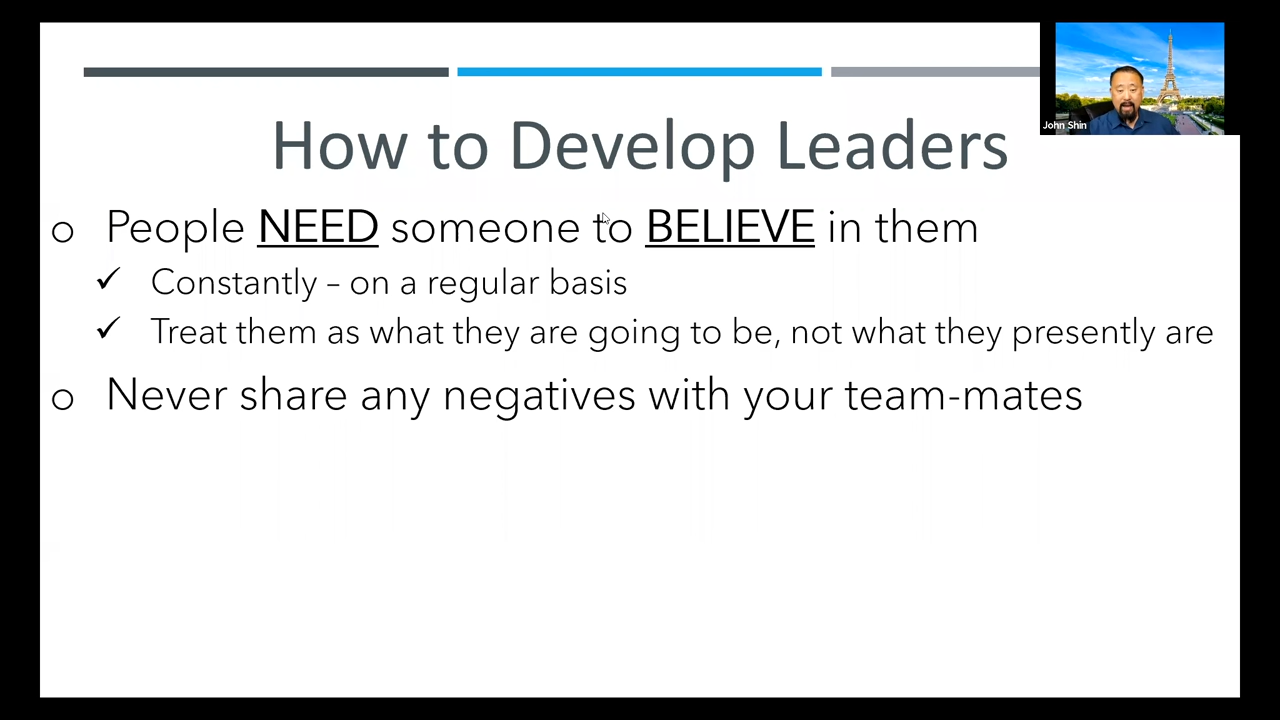 John Shin
How to Develop Leaders
o People NEED someone to BELIEVE in them
✓ Constantly – on a regular basis
✓ Treat them as what they are going to be, not what they presently are
o Never share any negatives with your team-mates